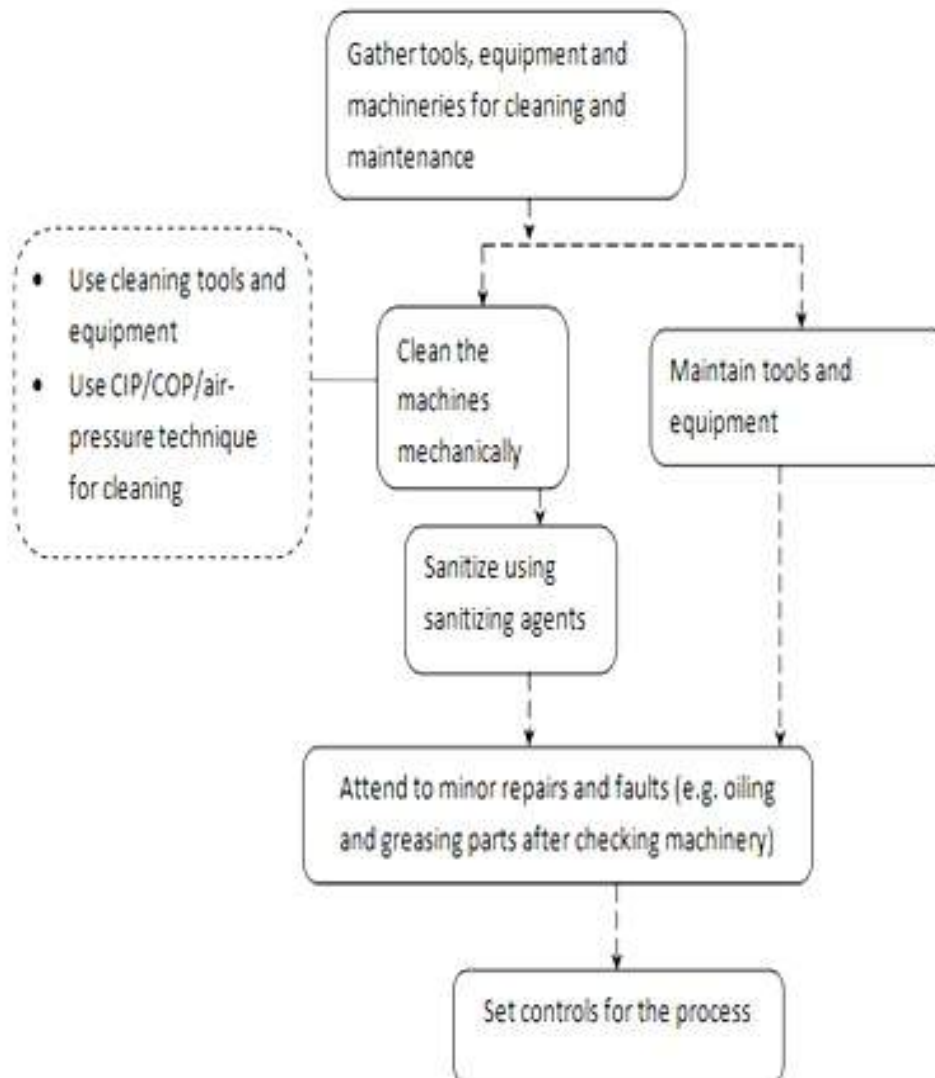 Gather tools, equipment and
machineries for cleaning and
maintenance
• Use cleaning tools and
equipment
• Use CIP/COP/air-
pressure technique
for cleaning
Clean the
machines
mechanically
Maintain tools and
equipment
Sanitize using
sanitizing agents
Attend to minor repairs and faults (e.g. oiling
and greasing parts after checking machinery)
Set controls for the process